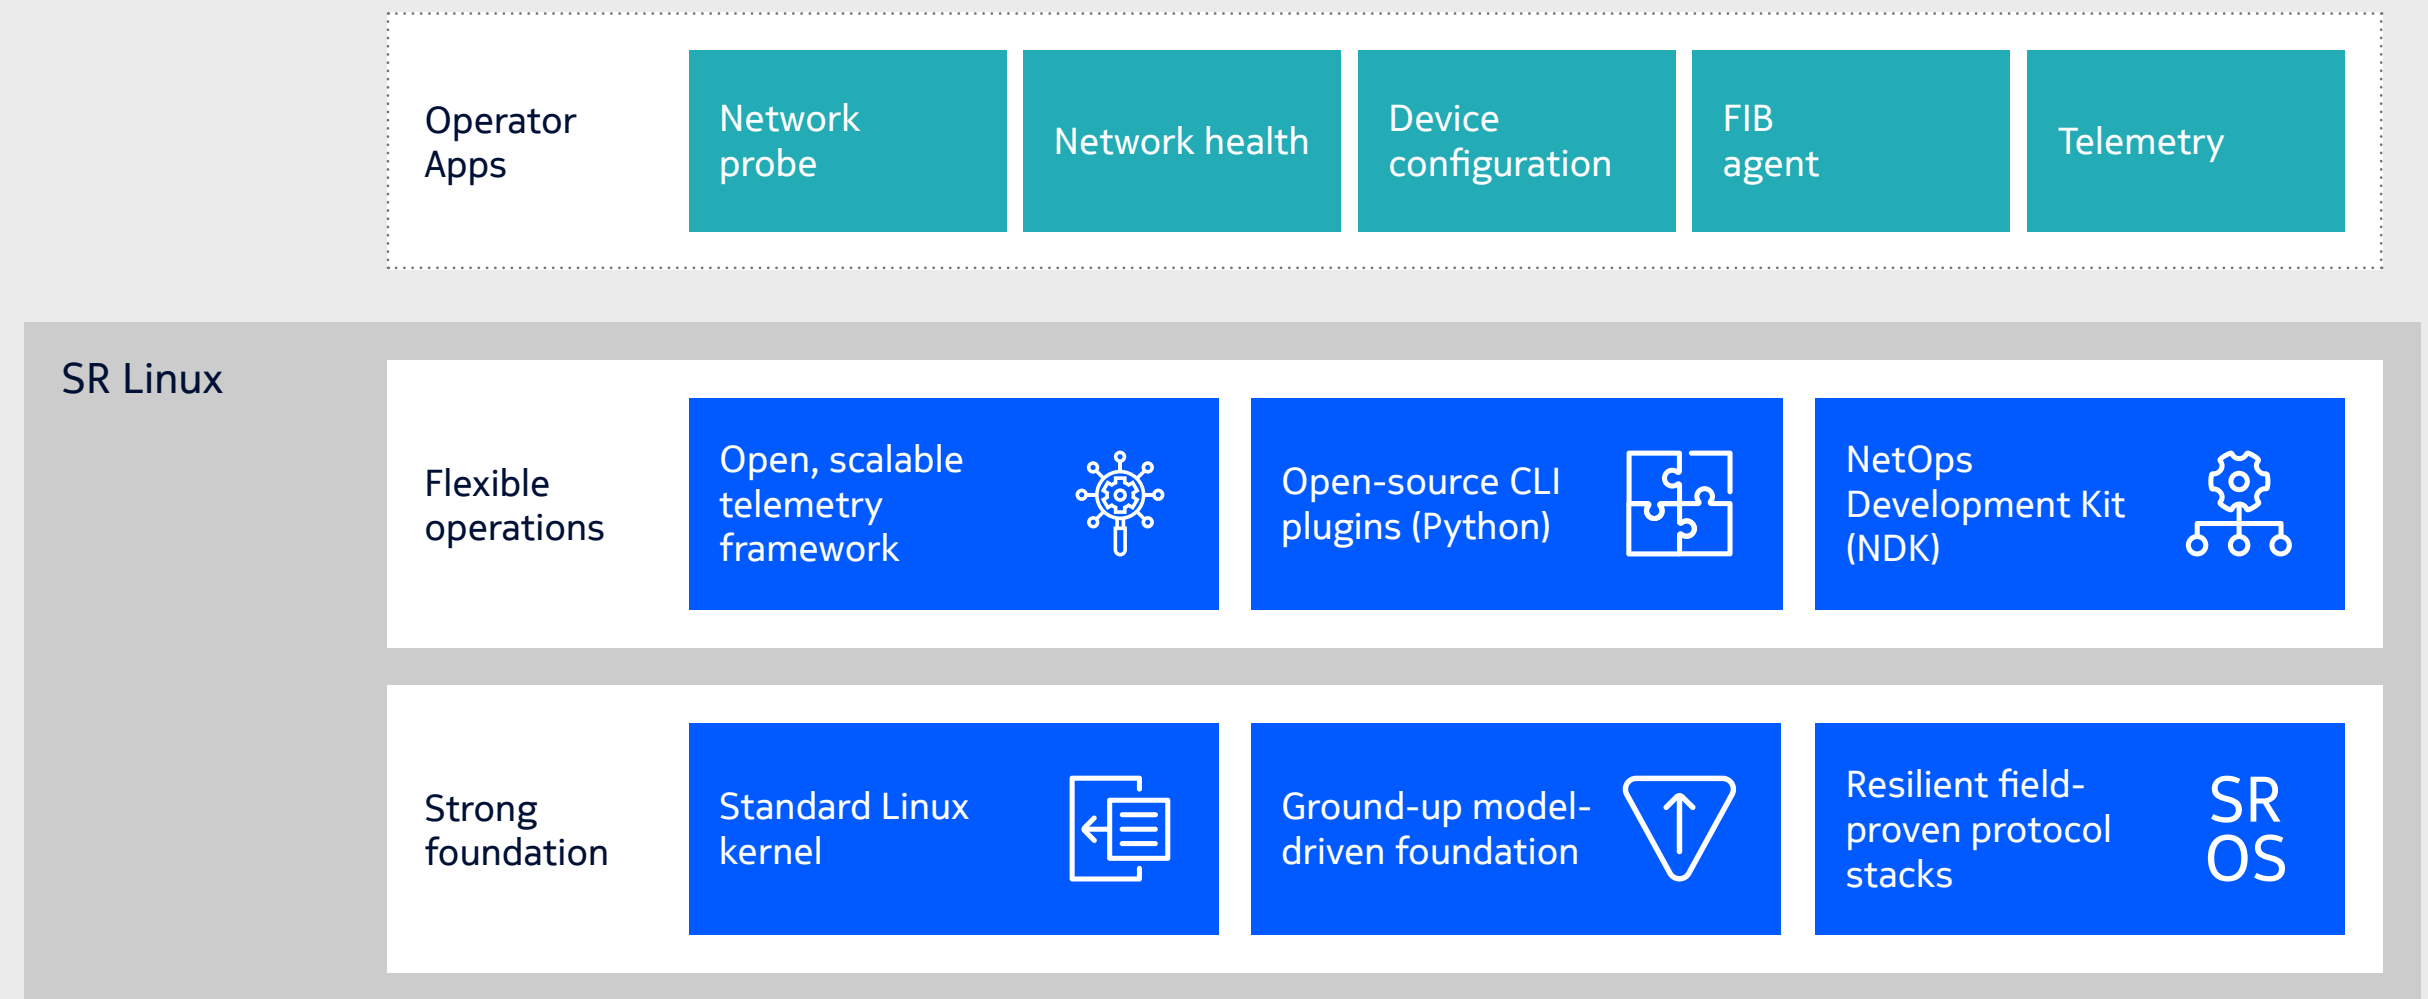 Operator
Apps
Network
probe
Network health
Device
configuration
FIB
agent
Telemetry
SR Linux
Flexible
operations
Open, scalable
telemetry
framework
Open-source CLI
plugins (Python)
NetOps
Development Kit
(NDK)
Strong
foundation
Standard Linux
kernel
Ground-up model-
driven foundation
Resilient field-
proven protocol
stacks
SR
OS